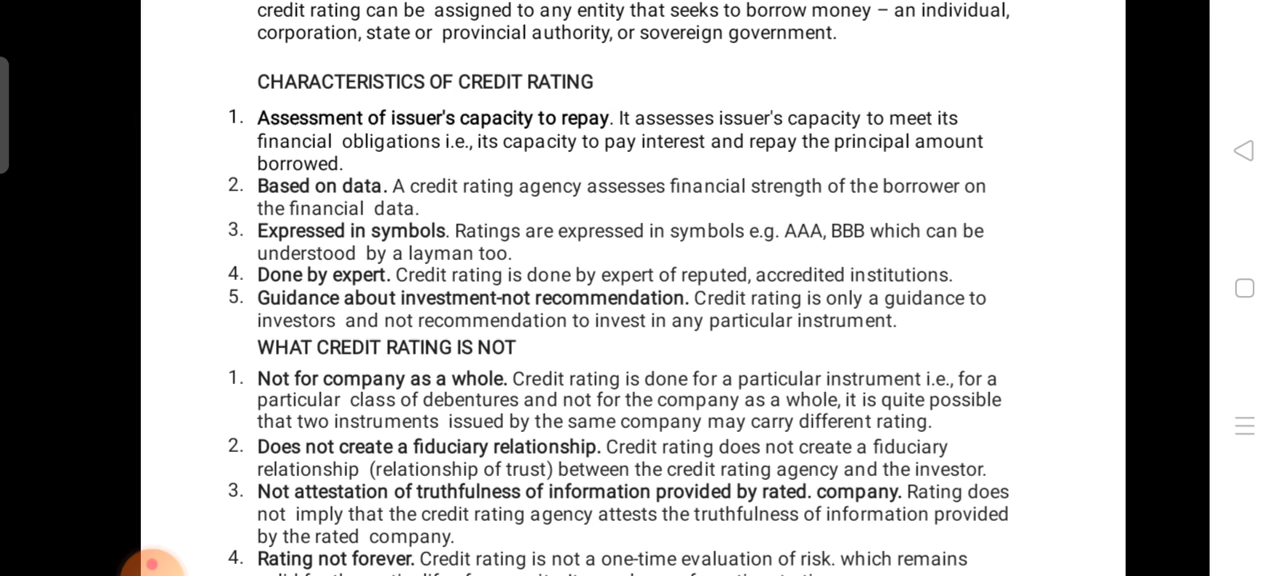 credit rating can be assigned to any entity that seeks to borrow money – an individual,
corporation, state or provincial authority, or sovereign government.
CHARACTERISTICS OF CREDIT RATING
1. Assessment of issuer's capacity to repay. It assesses issuer's capacity to meet its
financial obligations i.e., its capacity to pay interest and repay the principal amount
borrowed.
2. Based on data. A credit rating agency assesses financial strength of the borrower on
the financial data.
3. Expressed in symbols. Ratings are expressed in symbols e.g. AAA, BBB which can be
understood by a layman too.
4. Done by expert. Credit rating is done by expert of reputed, accredited institutions.
5. Guidance about investment-not recommendation. Credit rating is only a guidance to
investors and not recommendation to invest in any particular instrument.
WHAT CREDIT RATING IS NOT
1. Not for company as a whole. Credit rating is done for a particular instrument i.e., for a
particular class of debentures and not for the company as a whole, it is quite possible
that two instruments issued by the same company may carry different rating.
2. Does not create a fiduciary relationship. Credit rating does not create a fiduciary
relationship (relationship of trust) between the credit rating agency and the investor.
3. Not attestation of truthfulness of information provided by rated. company. Rating does
not imply that the credit rating agency attests the truthfulness of information provided
by the rated company.
4. Rating not forever. Credit rating is not a one-time evaluation of risk. which remains